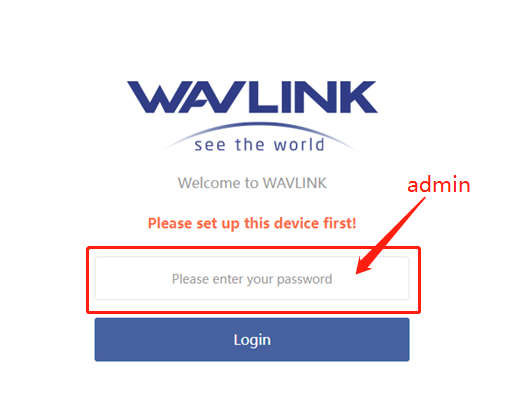 WAVLINK
see the world
Welcome to WAVLINK
admin
Please set up this device first!
Please enter your password
Login